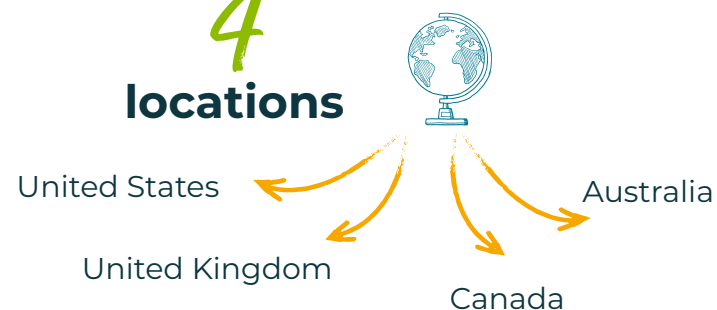 4
locations
United States
Australia
United Kingdom
Canada